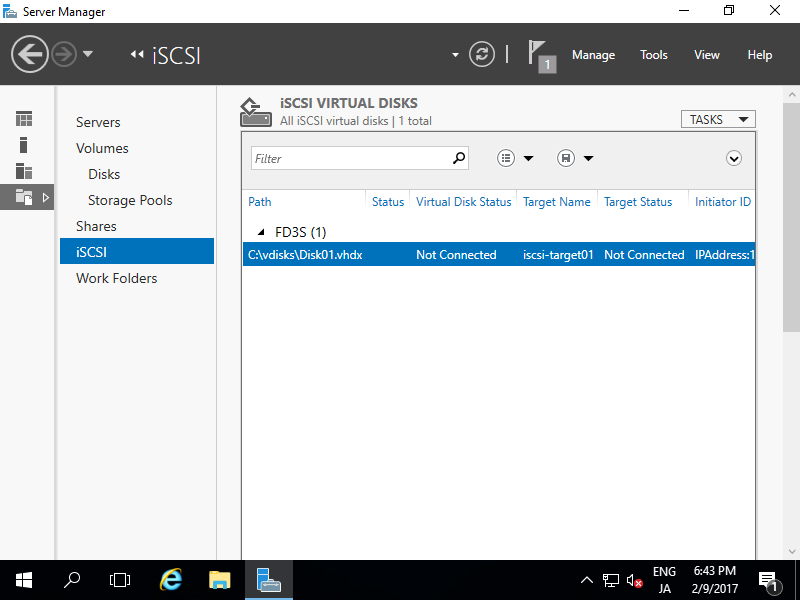 Server Manager
iSCSI
1
Manage
Tools
View
Help
Servers
Volumes
Disks
Storage Pools
Shares
iSCSI
Work Folders
iSCSI VIRTUAL DISKS
All iSCSI virtual disks | 1 total
TASKS
Filter
Path Status Virtual Disk Status Target Name Target Status Initiator ID
FD3S (1)
C:\vdisks\Disk01.vhdx Not Connected iscsi-target01 Not Connected IPAddress:1
ENG
JA
6:43 PM
2/9/2017
1